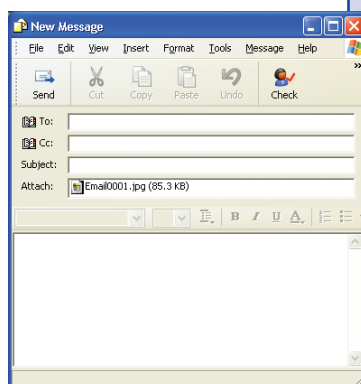 New Message
File Edit View Insert Format Tools Message Help
»
Send Cut Copy Paste Undo Check
To:
Cc:
Subject:
Attach: Email0001.jpg (85.3 KB)
B I U A